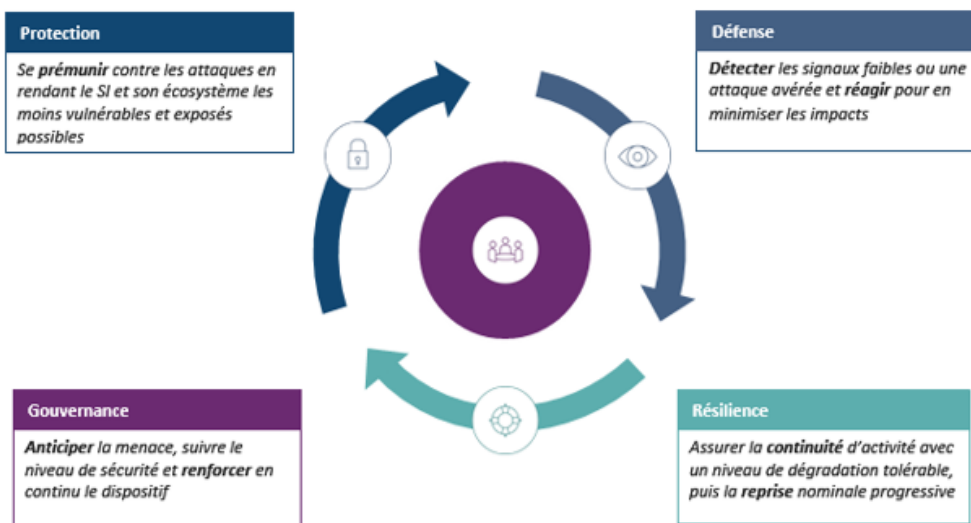 Protection
Se prémunir contre les attaques en
rendant le SI et son écosystème les
moins vulnérables et exposés
possibles
Défense
Détecter les signaux faibles ou une
attaque avérée et réagir pour en
minimiser les impacts
Gouvernance
Anticiper la menace, suivre le
niveau de sécurité et renforcer en
continu le dispositif
Résilience
Assurer la continuité d'activité avec
un niveau de dégradation tolérable,
puis la reprise nominale progressive